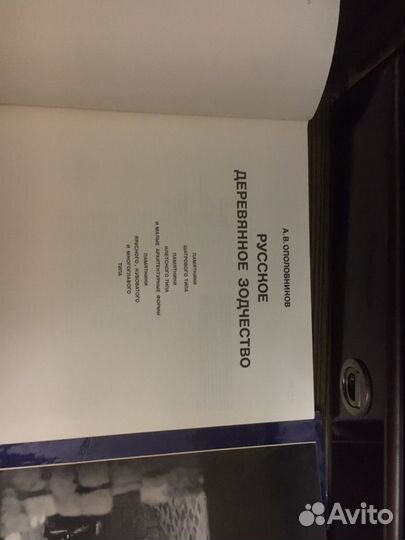 А.В.ОПОЛОВНИКОВ
РУССКОЕ
ДЕРЕВЯННОЕ ЗОДЧЕСТВО
ПАМЯТНИКИ
ШАТРОВОГО ТИПА
ПАМЯТНИКИ
КЛЕТСКОГО ТИПА
И МАЛЫЕ АРХИТЕКТУРНЫЕ ФОРМЫ
ПАМЯТНИКИ
ЯРУСНОГО, КУБОВАТОГО
И МНОГОГЛАВОГО
ТИПА
Avito